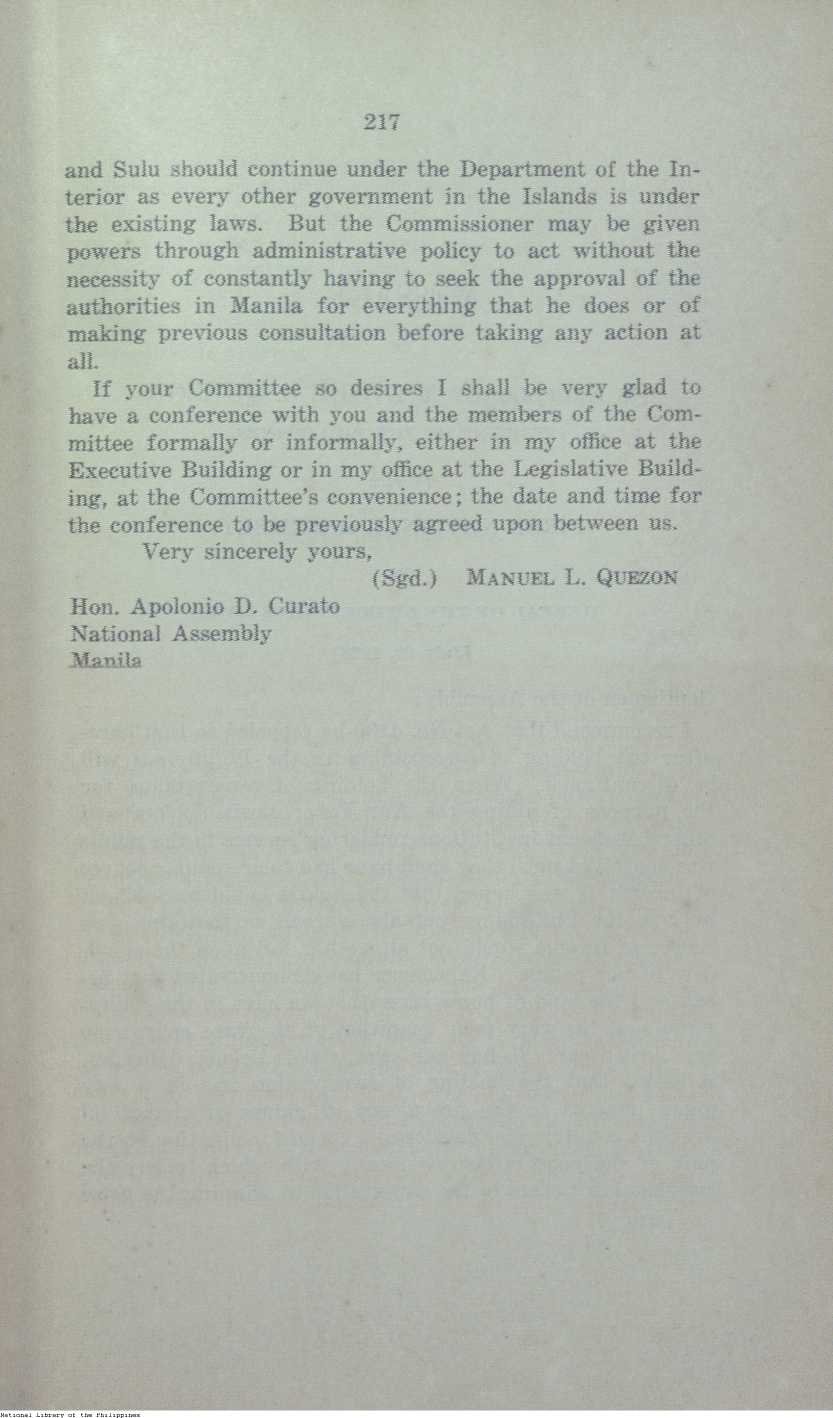 217
and Sulu should continue under the Department of the In-
terior as every other government in the Islands is under
the existing laws. But the Commissioner may be given
powers through administrative policy to act without the
necessity of constantly having to seek the approval of the
authorities in Manila for everything that he does or of
making previous consultation before taking any action at
all.
If your Committee so desires I shall be very glad to
have a conference with you and the members of the Com-
mittee formally or informally, either in my office at the
Executive Building or in my office at the Legislative Build-
ing, at the Committee's convenience; the date and time for
the conference to be previously agreed upon between us.
Very sincerely yours,
(Sgd.) MANUEL L. QUEZON
Hon. Apolonio D. Curato
National Assembly
Manila
National Library of the Philippines